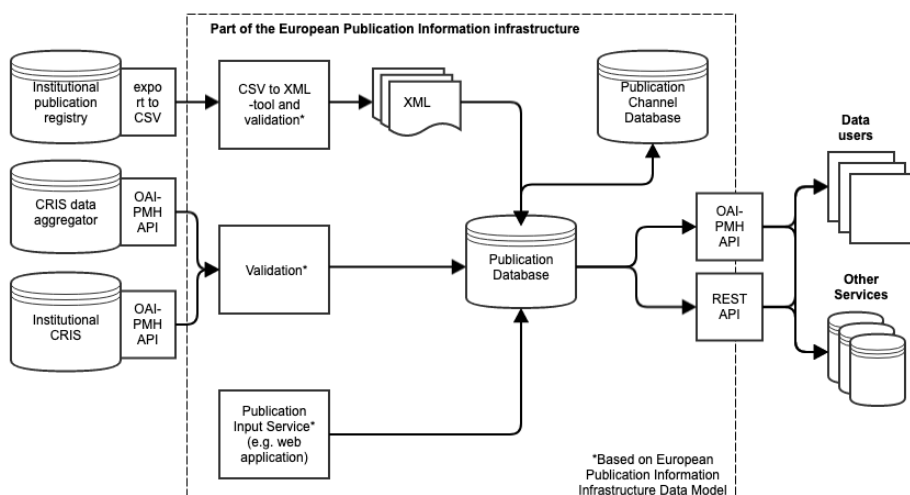 Part of the European Publication Information infrastructure
Institutional
publication
registry
expo
rt to
CSV
CSV to XML
-tool and
validation*
XML
Publication
Channel
Database
Data
users
CRIS data
aggregator
OAI-
PMH
API
Validation*
Publication
Database
OAI-
PMH
API
REST
API
Other
Services
Institutional
CRIS
OAI-
PMH
API
Publication
Input Service*
(e.g. web
application)
*Based on European
Publication Information
Infrastructure Data Model